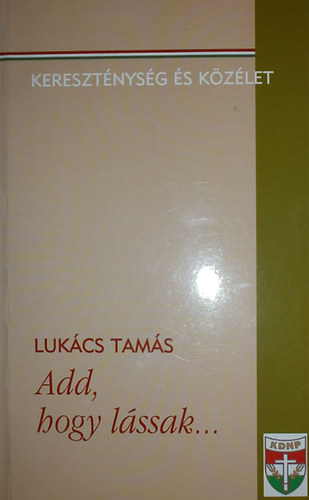 KERESZTÉNYSÉG ÉS KÖZÉLET
LUKÁCS TAMÁS
Add,
hogy lássak...
KDNP